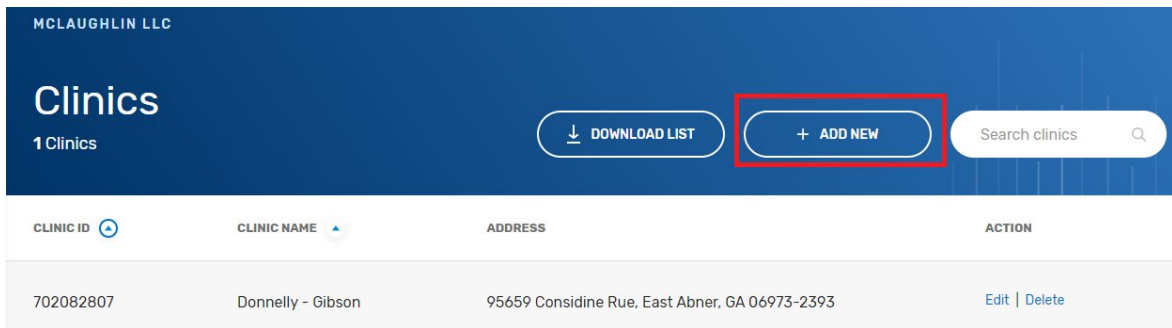 MCLAUGHLIN LLC
Clinics
1 Clinics
DOWNLOAD LIST
+ ADD NEW
Search clinics
CLINIC ID CLINIC NAME ADDRESS ACTION
702082807 Donnelly - Gibson 95659 Considine Rue, East Abner, GA 06973-2393 Edit | Delete